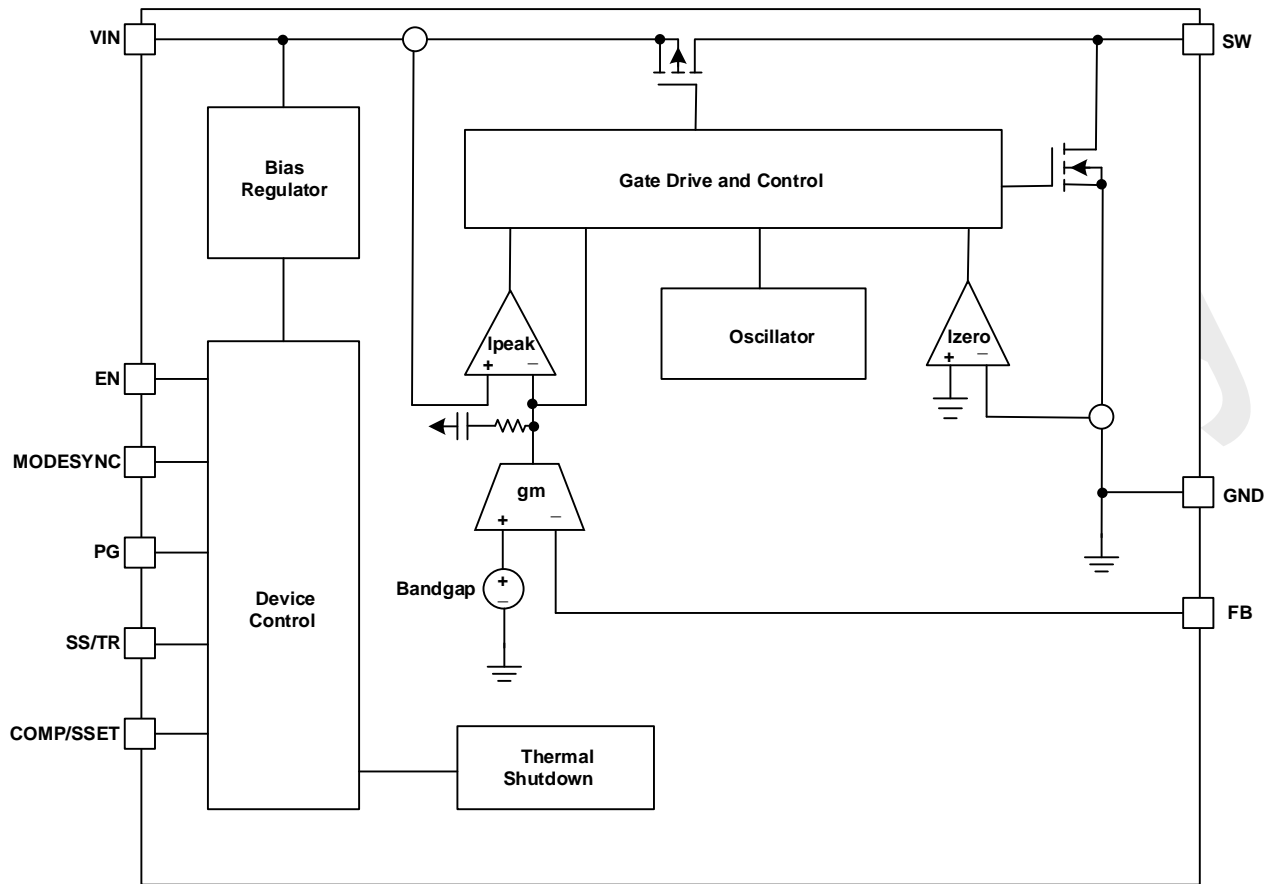 VIN
SW
Bias
Regulator
Gate Drive and Control
Ipeak
+ −
Oscillator
Izero
+ −
EN
MODESYNC
gm
+ −
GND
PG
Bandgap
+
−
Device
Control
FB
SS/TR
COMP/SSET
Thermal
Shutdown